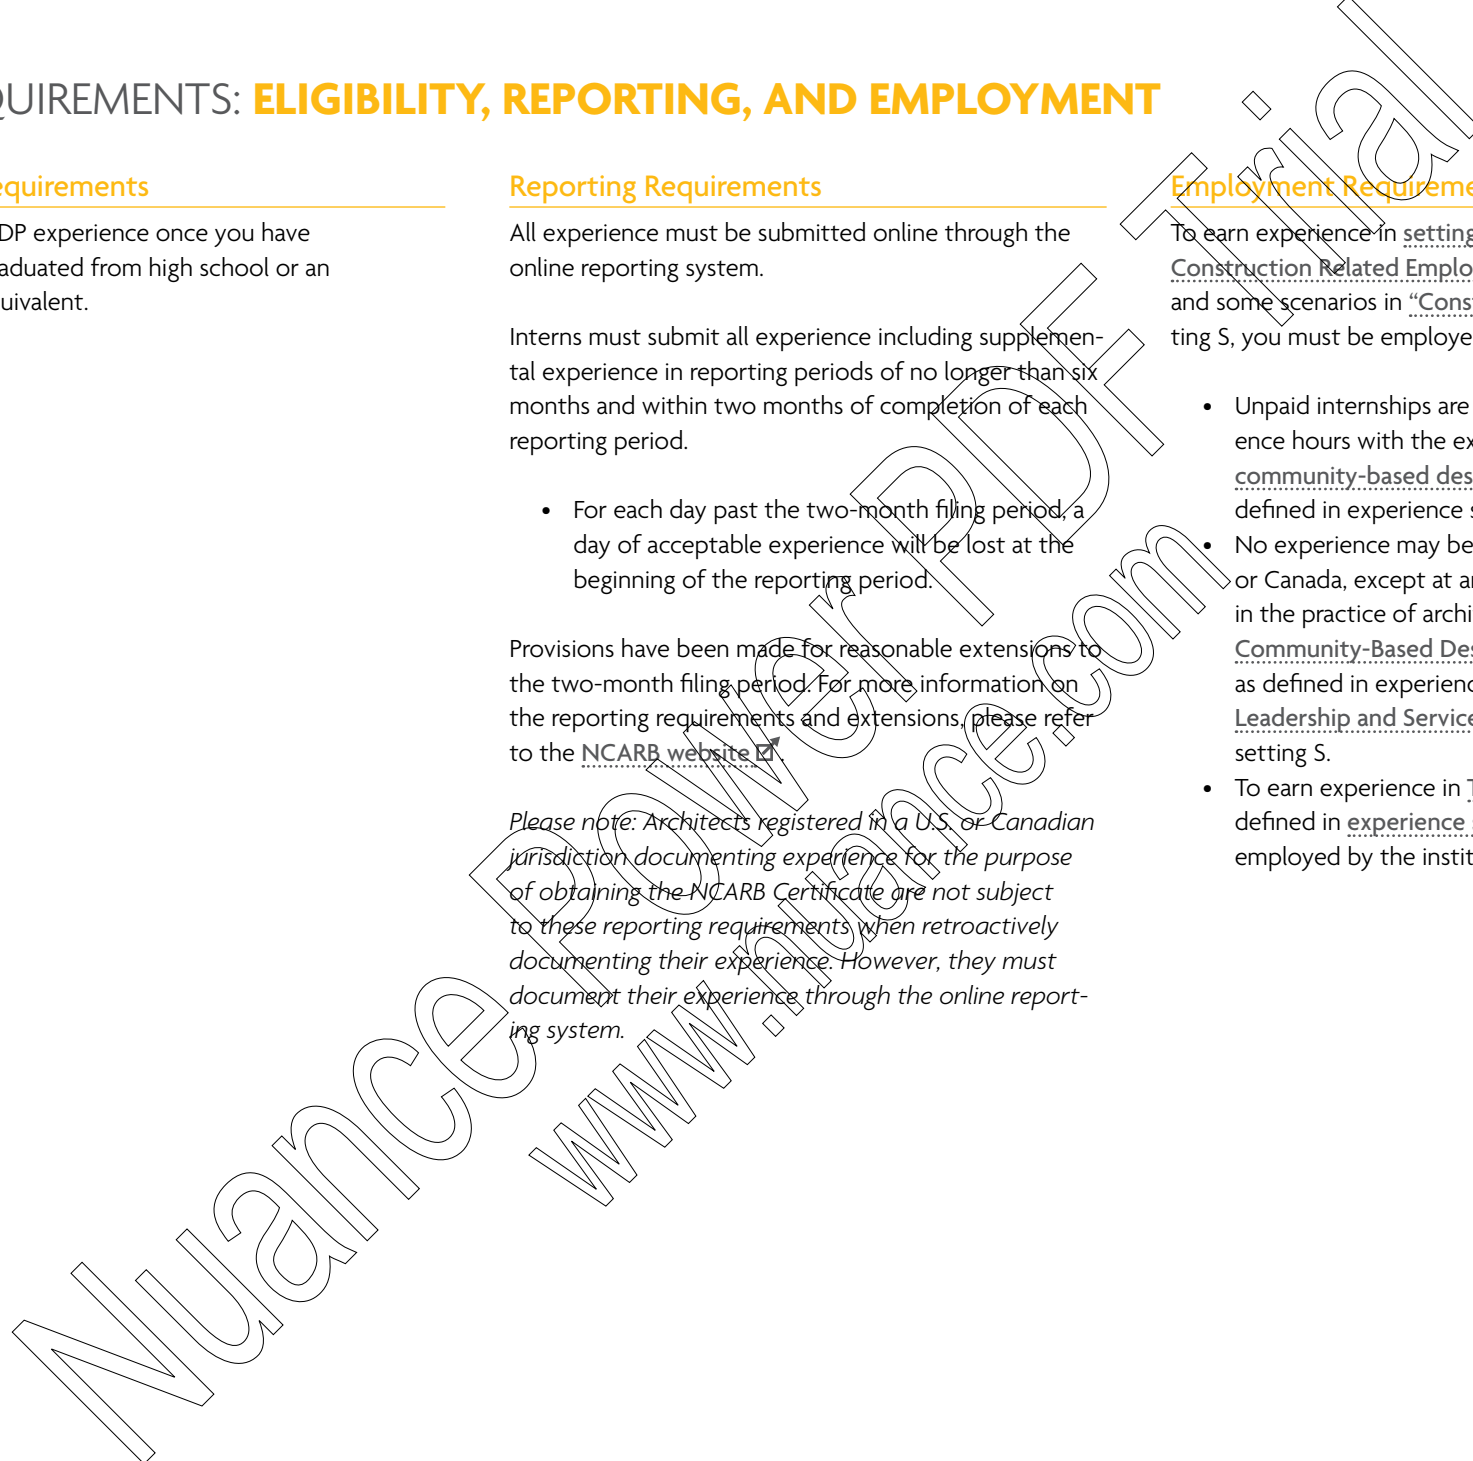 QUIREMENTS: ELIGIBILITY, REPORTING, AND EMPLOYMENT
equirements
DP experience once you have
aduated from high school or an
uivalent.
Reporting Requirements
All experience must be submitted online through the
online reporting system.
Interns must submit all experience including supplemen-
tal experience in reporting periods of no longer than six
months and within two months of completion of each
reporting period.
• For each day past the two-month filing period, a
day of acceptable experience will be lost at the
beginning of the reporting period.
Provisions have been made for reasonable extensions to
the two-month filing period. For more information on
the reporting requirements and extensions, please refer
to the NCARB website .
Please note: Architects registered in a U.S. or Canadian
jurisdiction documenting experience for the purpose
of obtaining the NCARB Certificate are not subject
to these reporting requirements when retroactively
documenting their experience. However, they must
document their experience through the online report-
ing system.
Employment Requireme
To earn experience in setting
Construction Related Emplo
and some scenarios in “Cons
ting S, you must be employe
• Unpaid internships are
ence hours with the ex
community-based des
defined in experience s
• No experience may be
or Canada, except at a
in the practice of archi
Community-Based Des
as defined in experienc
Leadership and Service
setting S.
• To earn experience in T
defined in experience s
employed by the instit
Nuance Power PDF Trial
www.nuance.com